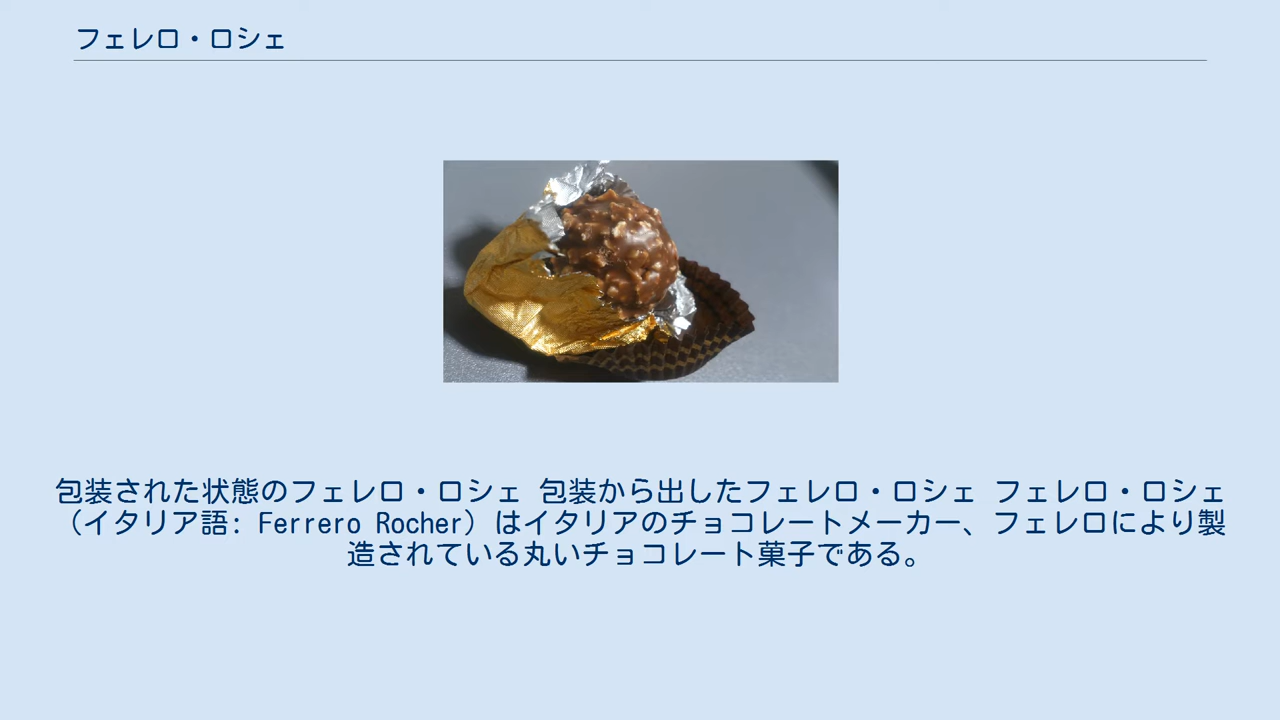 フェレロ・ロシェ
包装された状態のフェレロ・ロシェ 包装から出したフェレロ・ロシェ フェレロ・ロシェ
（イタリア語: Ferrero Rocher）はイタリアのチョコレートメーカー、フェレロにより製
造されている丸いチョコレート菓子である。